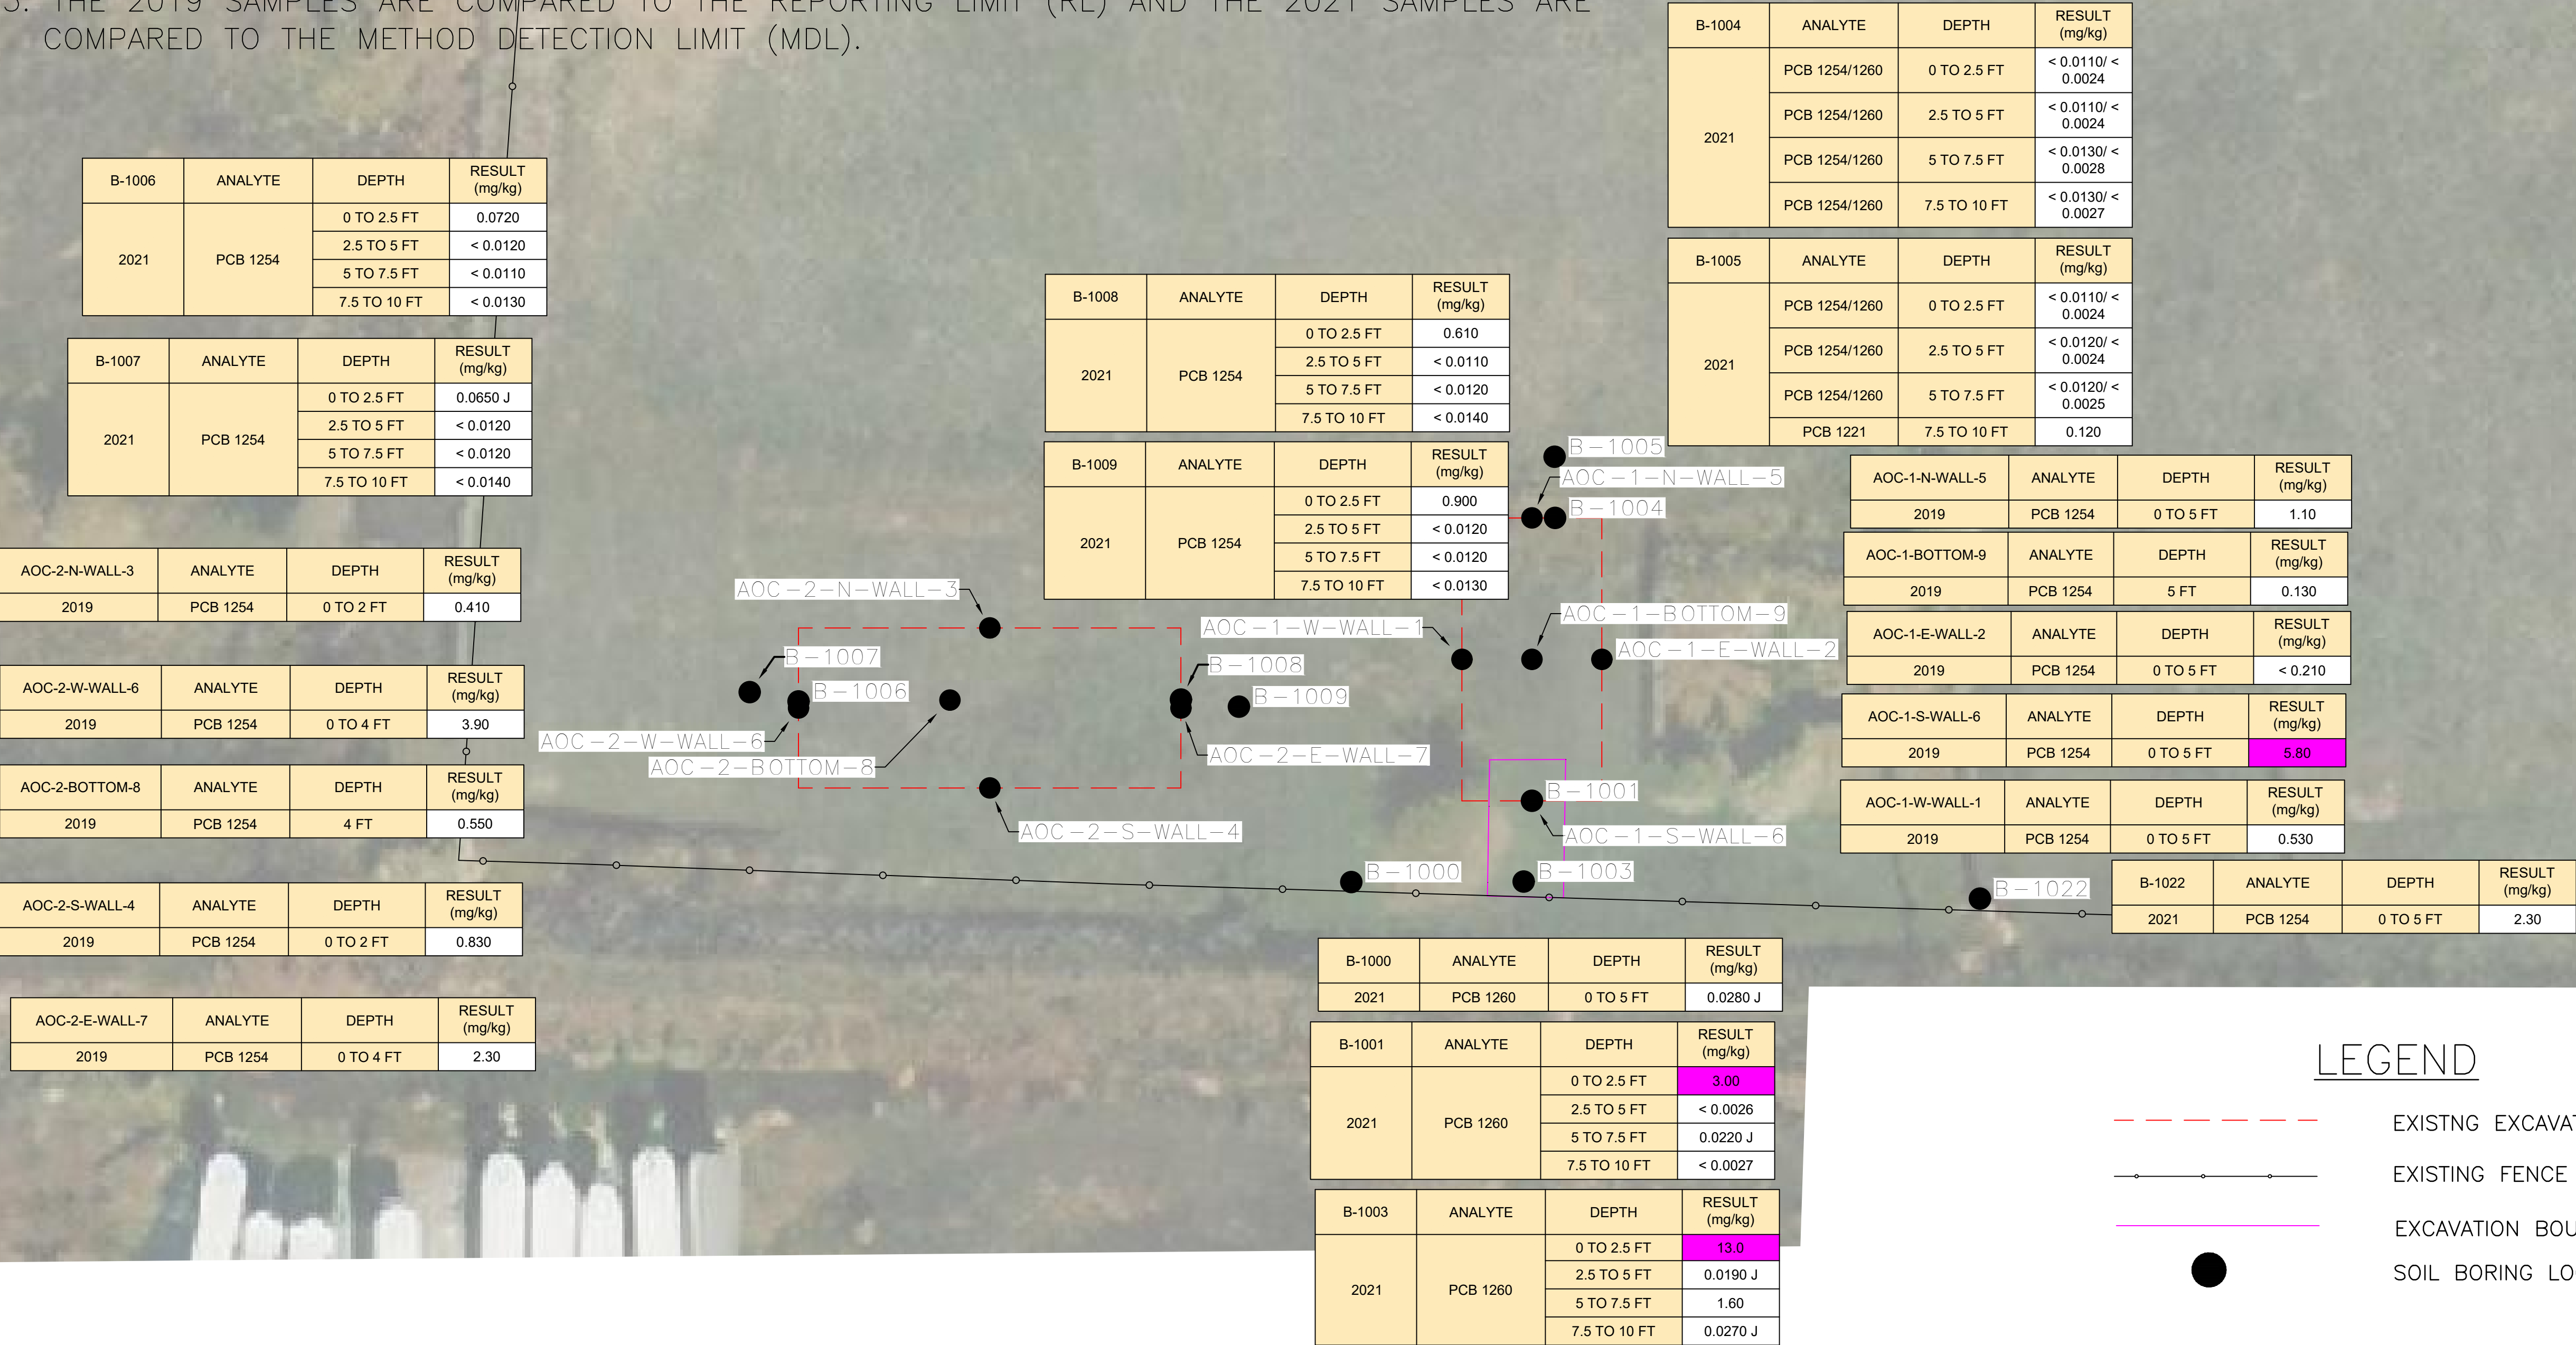 3. THE 2019 SAMPLES ARE COMPARED TO THE REPORTING LIMIT (RL) AND THE 2021 SAMPLES ARE
COMPARED TO THE METHOD DETECTION LIMIT (MDL).
B-1006 ANALYTE DEPTH RESULT (mg/kg)
2021 PCB 1254 0 TO 2.5 FT 0.0720
2.5 TO 5 FT < 0.0120
5 TO 7.5 FT < 0.0110
7.5 TO 10 FT < 0.0130
B-1007 ANALYTE DEPTH RESULT (mg/kg)
2021 PCB 1254 0 TO 2.5 FT 0.0650 J
2.5 TO 5 FT < 0.0120
5 TO 7.5 FT < 0.0120
7.5 TO 10 FT < 0.0140
AOC-2-N-WALL-3 ANALYTE DEPTH RESULT (mg/kg)
2019 PCB 1254 0 TO 2 FT 0.410
AOC-2-W-WALL-6 ANALYTE DEPTH RESULT (mg/kg)
2019 PCB 1254 0 TO 4 FT 3.90
AOC-2-BOTTOM-8 ANALYTE DEPTH RESULT (mg/kg)
2019 PCB 1254 4 FT 0.550
AOC-2-S-WALL-4 ANALYTE DEPTH RESULT (mg/kg)
2019 PCB 1254 0 TO 2 FT 0.830
AOC-2-E-WALL-7 ANALYTE DEPTH RESULT (mg/kg)
2019 PCB 1254 0 TO 4 FT 2.30
B-1008 ANALYTE DEPTH RESULT (mg/kg)
2021 PCB 1254 0 TO 2.5 FT 0.610
2.5 TO 5 FT < 0.0110
5 TO 7.5 FT < 0.0120
7.5 TO 10 FT < 0.0140
B-1009 ANALYTE DEPTH RESULT (mg/kg)
2021 PCB 1254 0 TO 2.5 FT 0.900
2.5 TO 5 FT < 0.0120
5 TO 7.5 FT < 0.0120
7.5 TO 10 FT < 0.0130
B-1004 ANALYTE DEPTH RESULT (mg/kg)
2021 PCB 1254/1260 0 TO 2.5 FT < 0.0110/ < 0.0024
PCB 1254/1260 2.5 TO 5 FT < 0.0110/ < 0.0024
PCB 1254/1260 5 TO 7.5 FT < 0.0130/ < 0.0028
PCB 1254/1260 7.5 TO 10 FT < 0.0130/ < 0.0027
B-1005 ANALYTE DEPTH RESULT (mg/kg)
2021 PCB 1254/1260 0 TO 2.5 FT < 0.0110/ < 0.0024
PCB 1254/1260 2.5 TO 5 FT < 0.0120/ < 0.0024
PCB 1254/1260 5 TO 7.5 FT < 0.0120/ < 0.0025
PCB 1221 7.5 TO 10 FT 0.120
AOC-1-N-WALL-5 ANALYTE DEPTH RESULT (mg/kg)
2019 PCB 1254 0 TO 5 FT 1.10
AOC-1-BOTTOM-9 ANALYTE DEPTH RESULT (mg/kg)
2019 PCB 1254 5 FT 0.130
AOC-1-E-WALL-2 ANALYTE DEPTH RESULT (mg/kg)
2019 PCB 1254 0 TO 5 FT < 0.210
AOC-1-S-WALL-6 ANALYTE DEPTH RESULT (mg/kg)
2019 PCB 1254 0 TO 5 FT 5.80
AOC-1-W-WALL-1 ANALYTE DEPTH RESULT (mg/kg)
2019 PCB 1254 0 TO 5 FT 0.530
B-1022 ANALYTE DEPTH RESULT (mg/kg)
2021 PCB 1254 0 TO 5 FT 2.30
B-1005
AOC-1-N-WALL-5
B-1004
AOC-2-N-WALL-3
AOC-1-BOTTOM-9
AOC-1-W-WALL-1
AOC-1-E-WALL-2
B-1007
B-1008
B-1006
B-1009
AOC-2-W-WALL-6
AOC-2-E-WALL-7
AOC-2-BOTTOM-8
B-1001
AOC-2-S-WALL-4
AOC-1-S-WALL-6
B-1000
B-1003
B-1022
B-1000 ANALYTE DEPTH RESULT (mg/kg)
2021 PCB 1260 0 TO 5 FT 0.0280 J
B-1001 ANALYTE DEPTH RESULT (mg/kg)
2021 PCB 1260 0 TO 2.5 FT 3.00
2.5 TO 5 FT < 0.0026
5 TO 7.5 FT 0.0220 J
7.5 TO 10 FT < 0.0027
B-1003 ANALYTE DEPTH RESULT (mg/kg)
2021 PCB 1260 0 TO 2.5 FT 13.0
2.5 TO 5 FT 0.0190 J
5 TO 7.5 FT 1.60
7.5 TO 10 FT 0.0270 J
LEGEND
EXISTNG EXCAVAT
EXISTING FENCE
EXCAVATION BOU
SOIL BORING LO